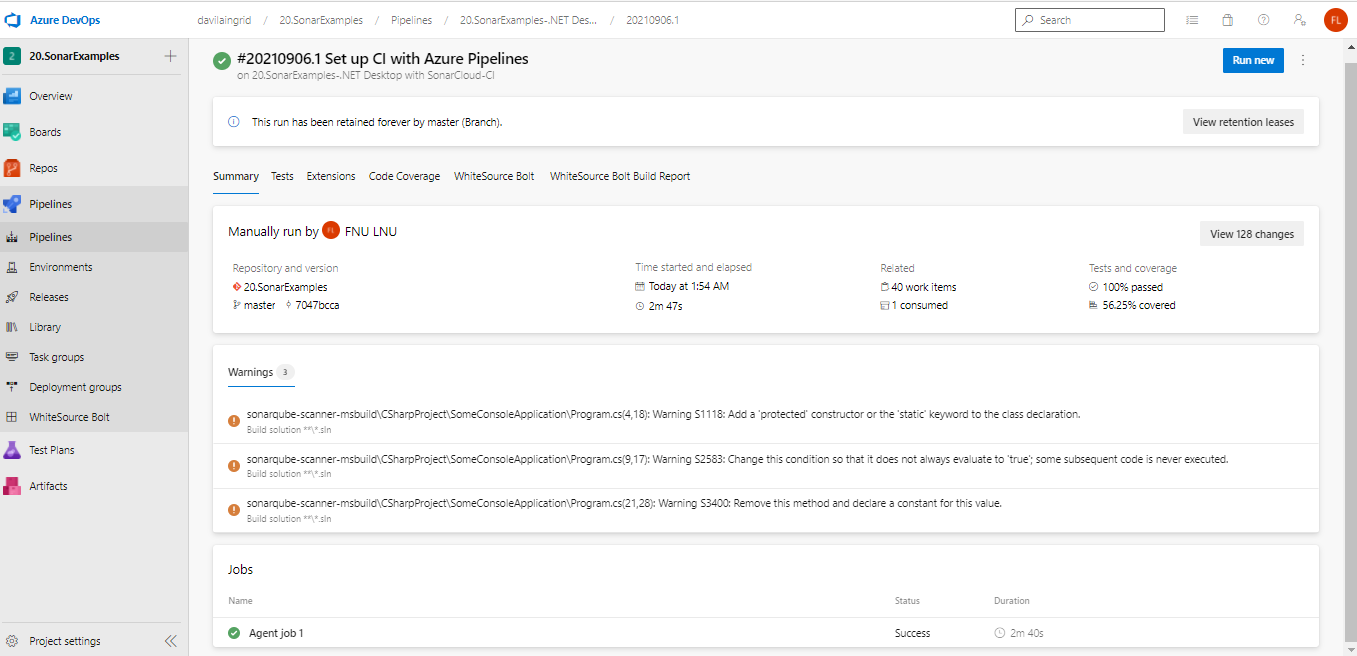 Azure DevOps
davilaingrid / 20.SonarExamples / Pipelines / 20.SonarExamples-.NET Des... / 20210906.1
Search
FL
2 20.SonarExamples
Overview
Boards
Repos
Pipelines
Pipelines
Environments
Releases
Library
Task groups
Deployment groups
WhiteSource Bolt
Test Plans
Artifacts
Project settings
#20210906.1 Set up CI with Azure Pipelines
on 20.SonarExamples-.NET Desktop with SonarCloud-CI
Run new
This run has been retained forever by master (Branch).
View retention leases
Summary Tests Extensions Code Coverage WhiteSource Bolt WhiteSource Bolt Build Report
Manually run by FL FNU LNU
View 128 changes
Repository and version
20.SonarExamples
master 7047bcca
Time started and elapsed
Today at 1:54 AM
2m 47s
Related
40 work items
1 consumed
Tests and coverage
100% passed
56.25% covered
Warnings 3
sonarqube-scanner-msbuild\CSharpProject\SomeConsoleApplication\Program.cs(4,18): Warning S1118: Add a 'protected' constructor or the 'static' keyword to the class declaration.
Build solution **\*.sln
sonarqube-scanner-msbuild\CSharpProject\SomeConsoleApplication\Program.cs(9,17): Warning S2583: Change this condition so that it does not always evaluate to 'true'; some subsequent code is never executed.
Build solution **\*.sln
sonarqube-scanner-msbuild\CSharpProject\SomeConsoleApplication\Program.cs(21,28): Warning S3400: Remove this method and declare a constant for this value.
Build solution **\*.sln
Jobs
Name Status Duration
Agent job 1 Success 2m 40s